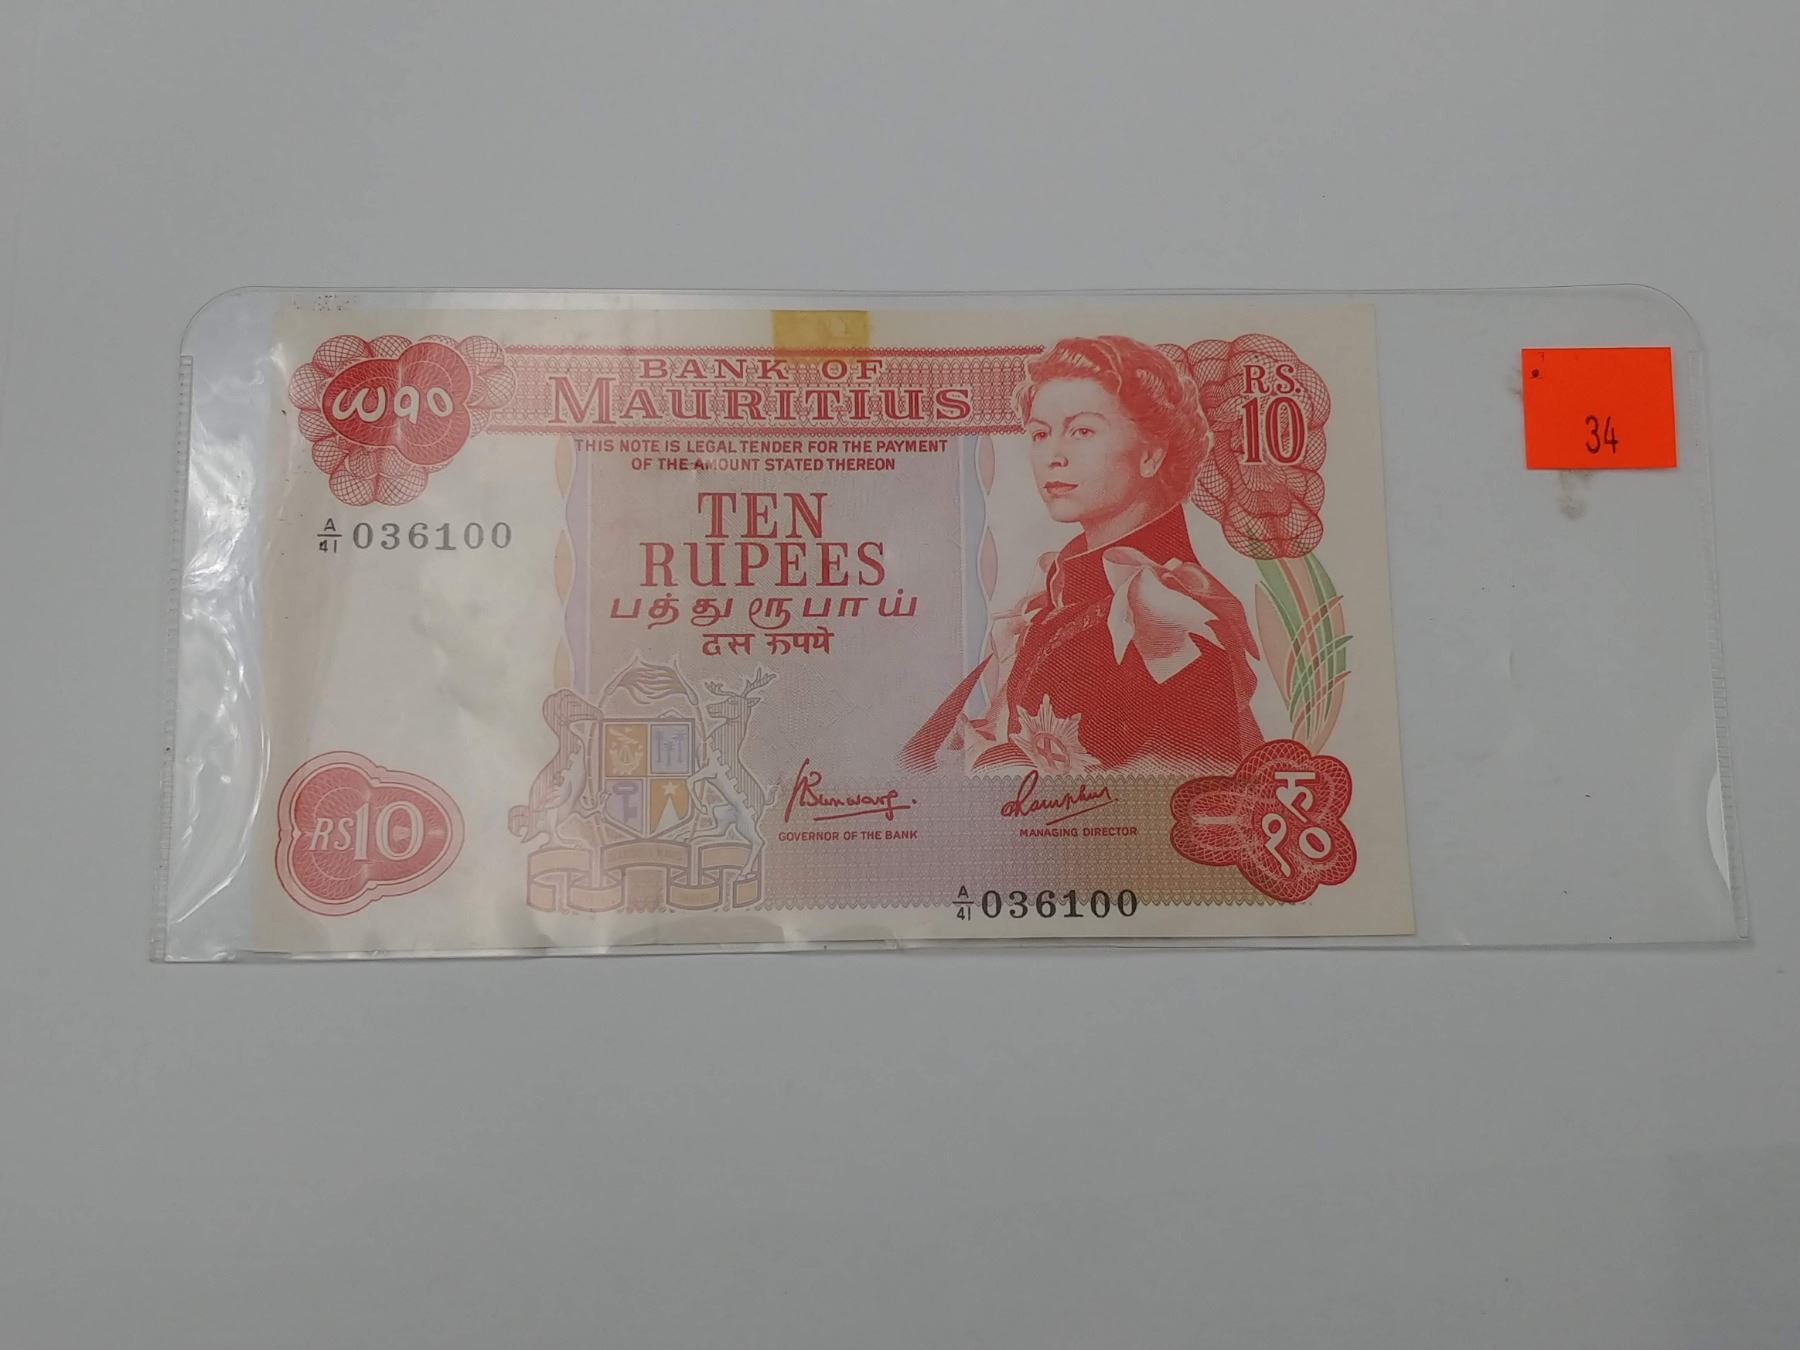 BANK OF
MAURITIUS
RS.
10
THIS NOTE IS LEGAL TENDER FOR THE PAYMENT
OF THE AMOUNT STATED THEREON
34
TEN
RUPEES
A/41 036100
பத்து ரூபாய்
दस रूपये
RS10
GOVERNOR OF THE BANK
MANAGING DIRECTOR
रु
१०
A/41 036100